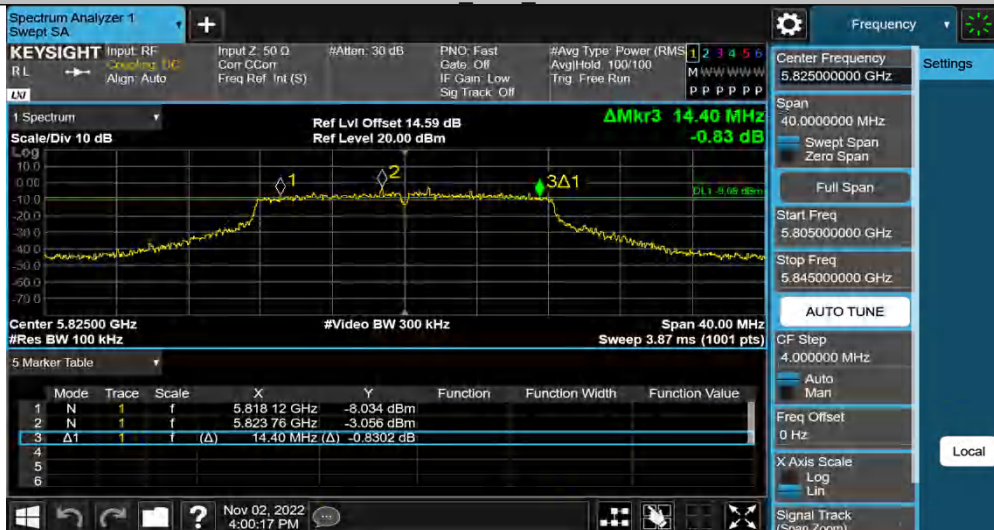 Spectrum Analyzer 1
Swept SA
+
Frequency
KEYSIGHT
RL
LXI
Input: RF
Coupling: DC
Align: Auto
Input Z: 50 Ω
Corr CCorr
Freq Ref: Int (S)
#Atten: 30 dB
PNO: Fast
Gate: Off
IF Gain: Low
Sig Track: Off
#Avg Type: Power (RMS
Avg|Hold: 100/100
Trig: Free Run
1 2 3 4 5 6
M W W W W W
P P P P P P
1 Spectrum
Scale/Div 10 dB
Ref Lvl Offset 14.59 dB
Ref Level 20.00 dBm
ΔMkr3 14.40 MHz
-0.83 dB
Log
10.0
0.00
-10.0
-20.0
-30.0
-40.0
-50.0
-60.0
-70.0
1
2
3Δ1
DL1 -9.06 dBm
Center 5.82500 GHz
#Video BW 300 kHz
Span 40.00 MHz
#Res BW 100 kHz
Sweep 3.87 ms (1001 pts)
5 Marker Table
Mode Trace Scale X Y Function Function Width Function Value
1 N 1 f 5.818 12 GHz -8.034 dBm
2 N 1 f 5.823 76 GHz -3.056 dBm
3 Δ1 1 f (Δ) 14.40 MHz (Δ) -0.8302 dB
4
5
6
Nov 02, 2022
4:00:17 PM
?
Center Frequency
5.825000000 GHz
Span
40.0000000 MHz
Swept Span
Zero Span
Full Span
Start Freq
5.805000000 GHz
Stop Freq
5.845000000 GHz
AUTO TUNE
CF Step
4.000000 MHz
Auto
Man
Freq Offset
0 Hz
X Axis Scale
Log
Lin
Signal Track
(Span Zoom)
Settings
Local